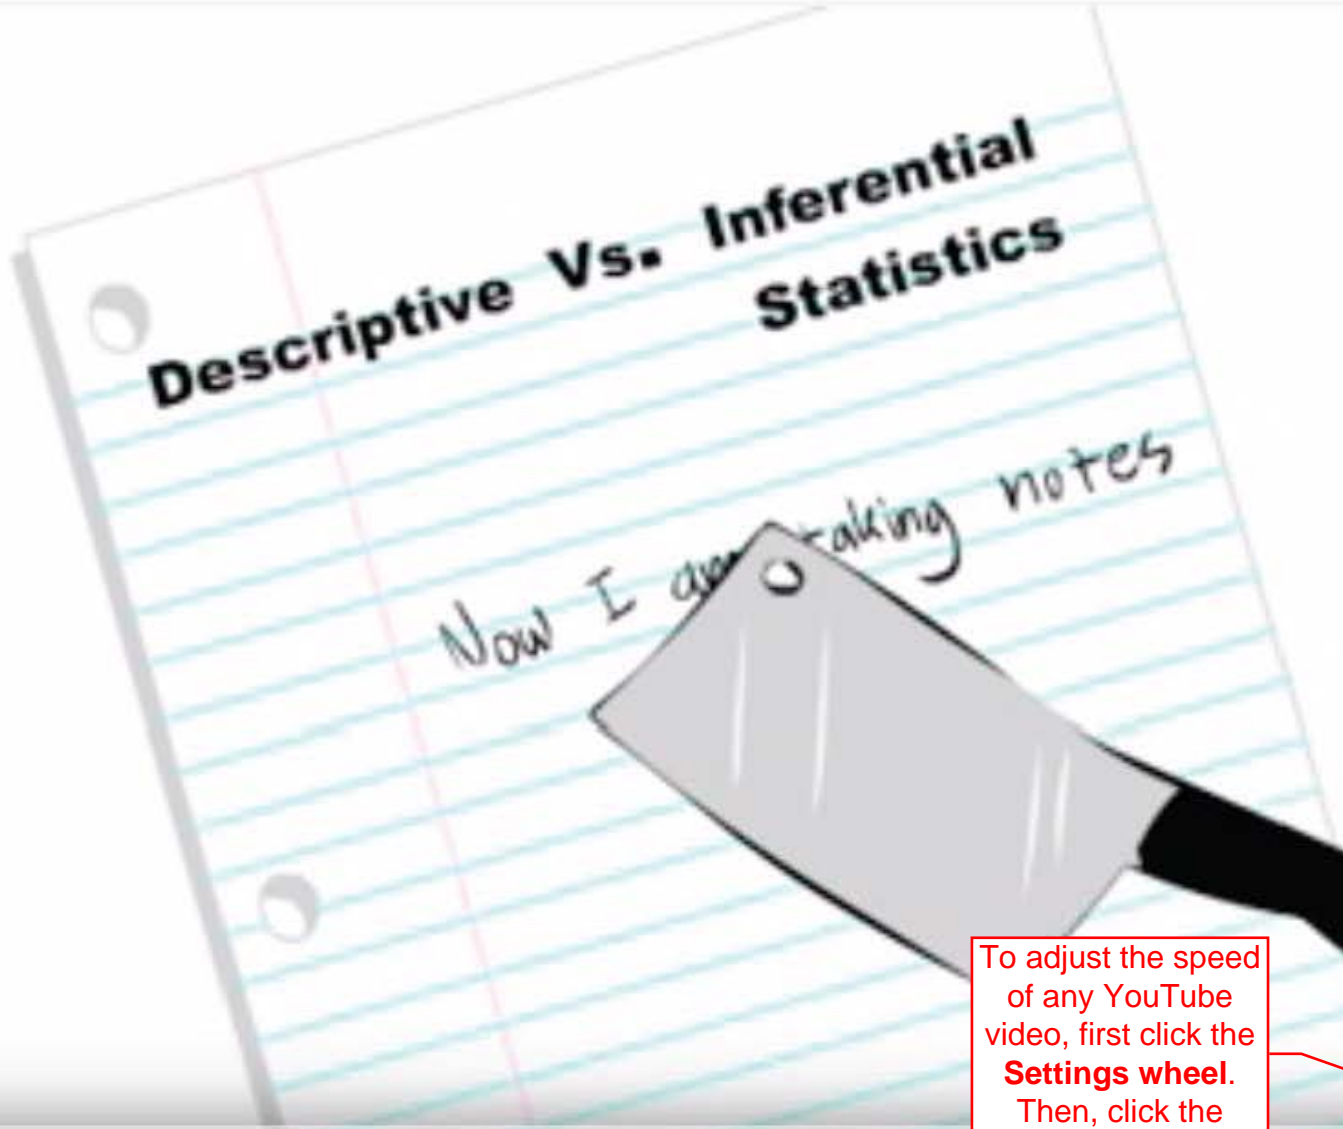 Descriptive Vs. Inferential
Statistics
Now I am taking notes
To adjust the speed
of any YouTube
video, first click the
Settings wheel.
Then, click the